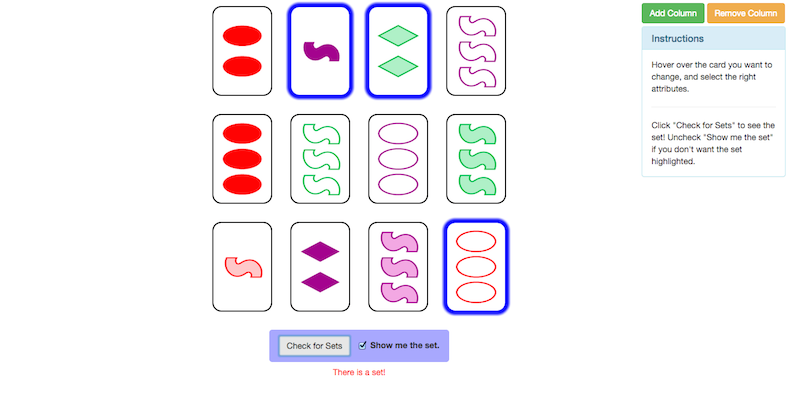 Add Column
Remove Column
Instructions
Hover over the card you want to
change, and select the right
attributes.
Click "Check for Sets" to see the
set! Uncheck "Show me the set"
if you don't want the set
highlighted.
Check for Sets
Show me the set.
There is a set!